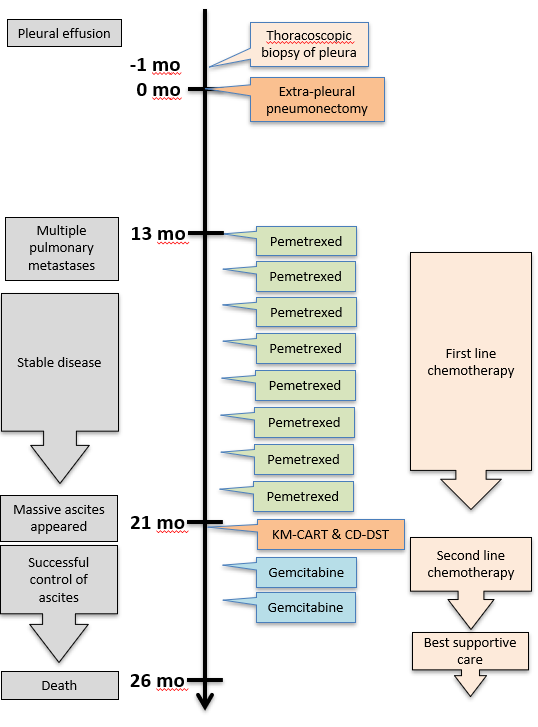 Pleural effusion
Thoracoscopic
biopsy of pleura
-1 mo
0 mo
Extra-pleural
pneumonectomy
Multiple
pulmonary
metastases
13 mo
Pemetrexed
Pemetrexed
Pemetrexed
Pemetrexed
Pemetrexed
Pemetrexed
Pemetrexed
Pemetrexed
Stable disease
First line
chemotherapy
Massive ascites
appeared
21 mo
KM-CART & CD-DST
Successful
control of
ascites
Gemcitabine
Gemcitabine
Second line
chemotherapy
Best supportive
care
Death
26 mo